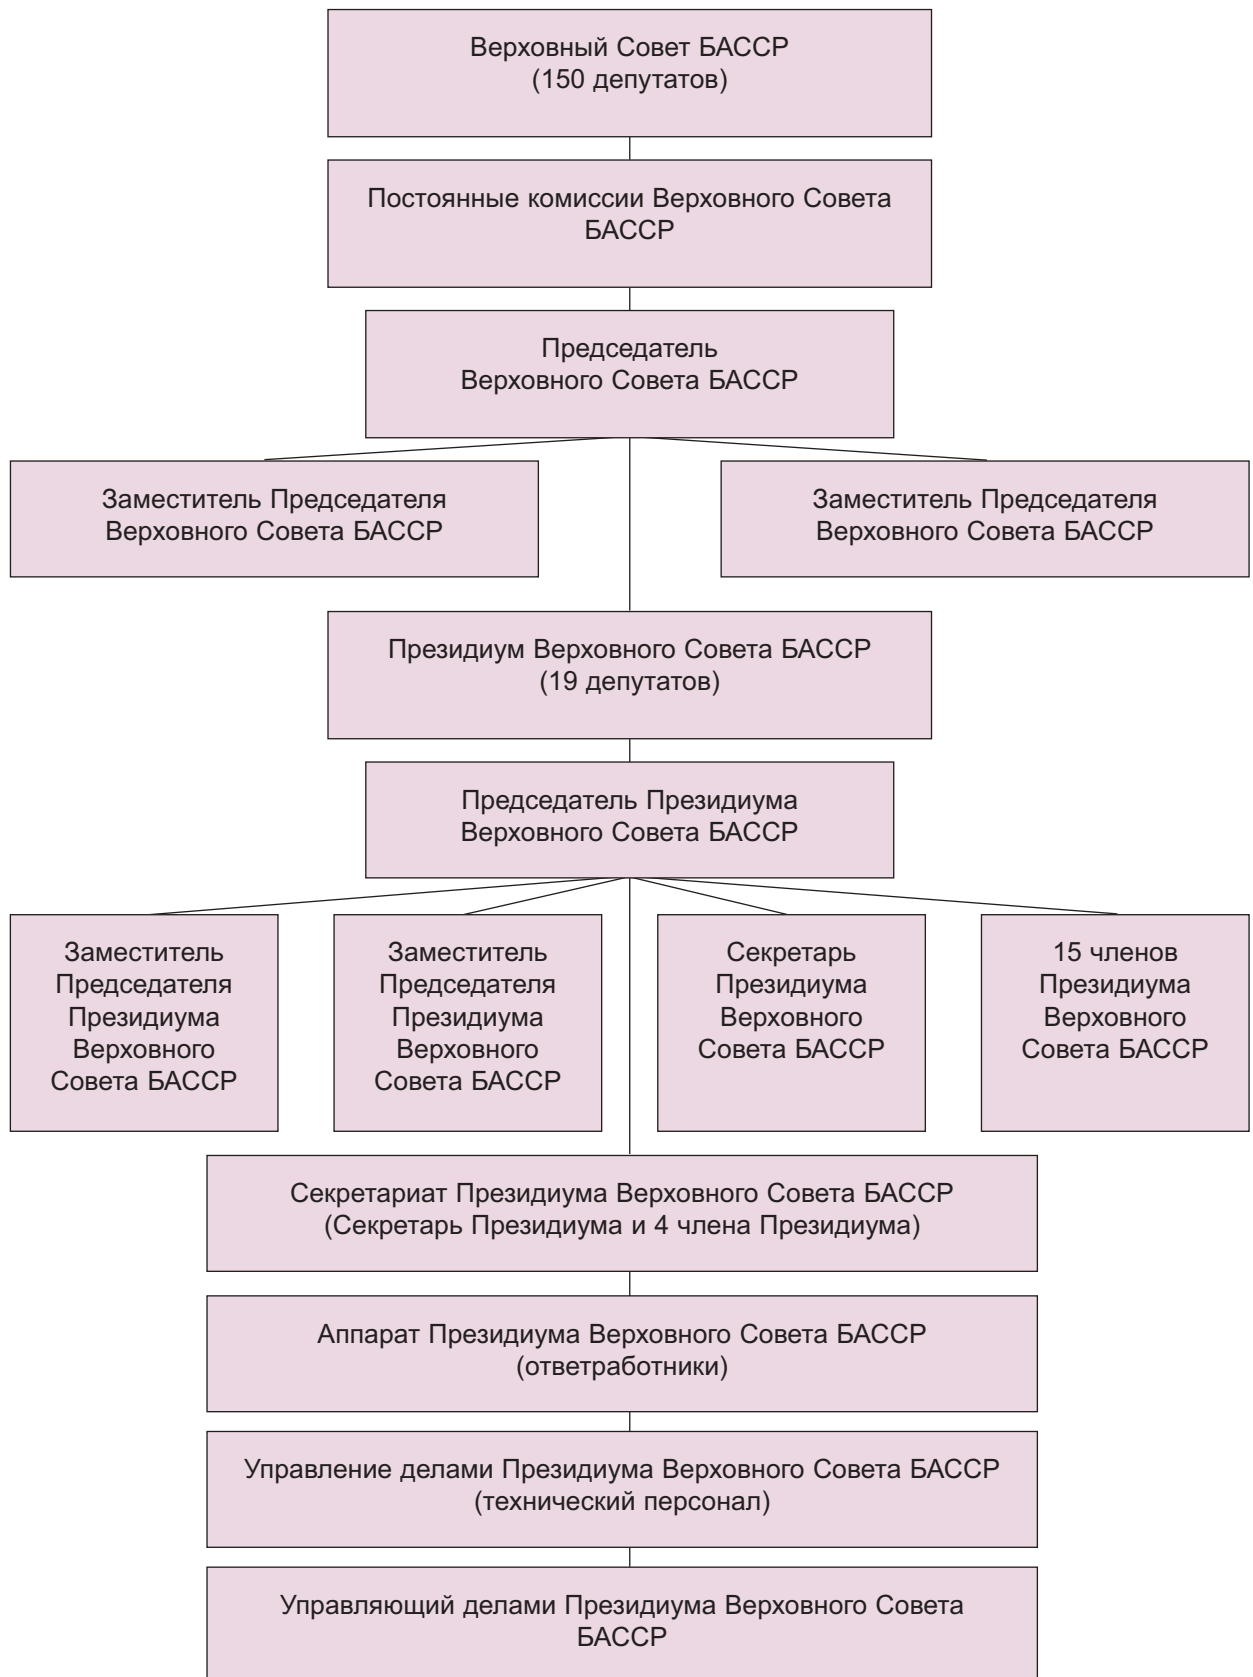 Верховный Совет БАССР
(150 депутатов)
Постоянные комиссии Верховного Совета
БАССР
Председатель
Верховного Совета БАССР
Заместитель Председателя
Верховного Совета БАССР
Заместитель Председателя
Верховного Совета БАССР
Президиум Верховного Совета БАССР
(19 депутатов)
Председатель Президиума
Верховного Совета БАССР
Заместитель
Председателя
Президиума
Верховного
Совета БАССР
Заместитель
Председателя
Президиума
Верховного
Совета БАССР
Секретарь
Президиума
Верховного
Совета БАССР
15 членов
Президиума
Верховного
Совета БАССР
Секретариат Президиума Верховного Совета БАССР
(Секретарь Президиума и 4 члена Президиума)
Аппарат Президиума Верховного Совета БАССР
(ответработники)
Управление делами Президиума Верховного Совета БАССР
(технический персонал)
Управляющий делами Президиума Верховного Совета
БАССР